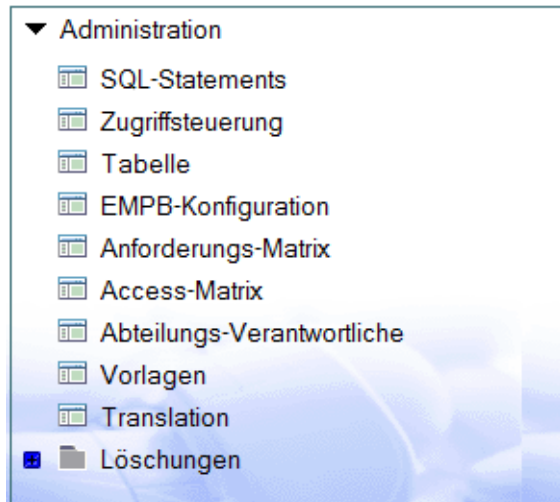 Administration
SQL-Statements
Zugriffsteuerung
Tabelle
EMPB-Konfiguration
Anforderungs-Matrix
Access-Matrix
Abteilungs-Verantwortliche
Vorlagen
Translation
Löschungen